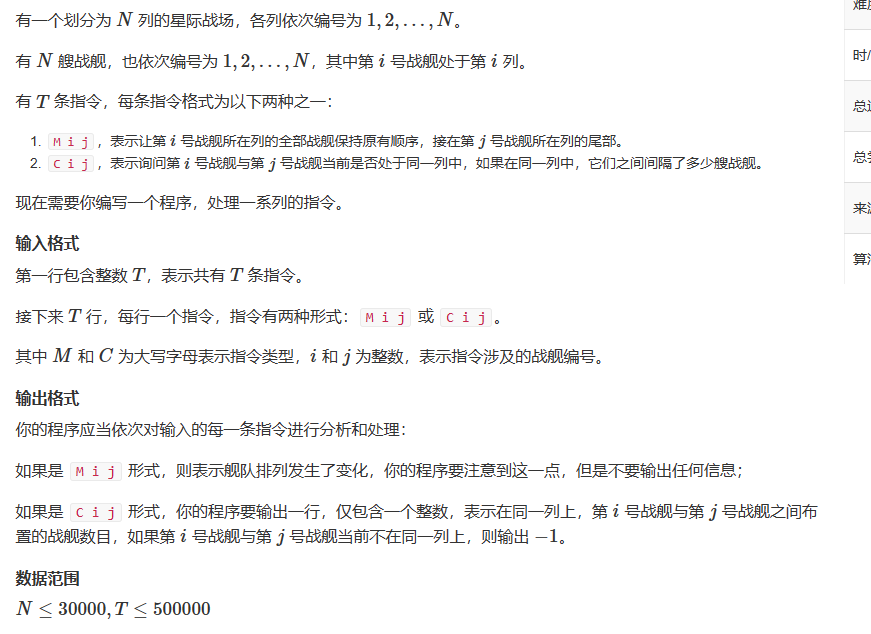 有一个划分为 N 列的星际战场，各列依次编号为 1,2,…,N。
有 N 艘战舰，也依次编号为 1,2,…,N，其中第 i 号战舰处于第 i 列。
有 T 条指令，每条指令格式为以下两种之一：
1. M i j ，表示让第 i 号战舰所在列的全部战舰保持原有顺序，接在第 j 号战舰所在列的尾部。
2. C i j ，表示询问第 i 号战舰与第 j 号战舰当前是否处于同一列中，如果在同一列中，它们之间间隔了多少艘战舰。
现在需要你编写一个程序，处理一系列的指令。
输入格式
第一行包含整数 T，表示共有 T 条指令。
接下来 T 行，每行一个指令，指令有两种形式： M i j 或 C i j 。
其中 M 和 C 为大写字母表示指令类型，i 和 j 为整数，表示指令涉及的战舰编号。
输出格式
你的程序应当依次对输入的每一条指令进行分析和处理：
如果是 M i j 形式，则表示舰队排列发生了变化，你的程序要注意到这一点，但是不要输出任何信息；
如果是 C i j 形式，你的程序要输出一行，仅包含一个整数，表示在同一列上，第 i 号战舰与第 j 号战舰之间布
置的战舰数目，如果第 i 号战舰与第 j 号战舰当前不在同一列上，则输出 −1。
数据范围
N ≤ 30000, T ≤ 500000
时/
总
来
算